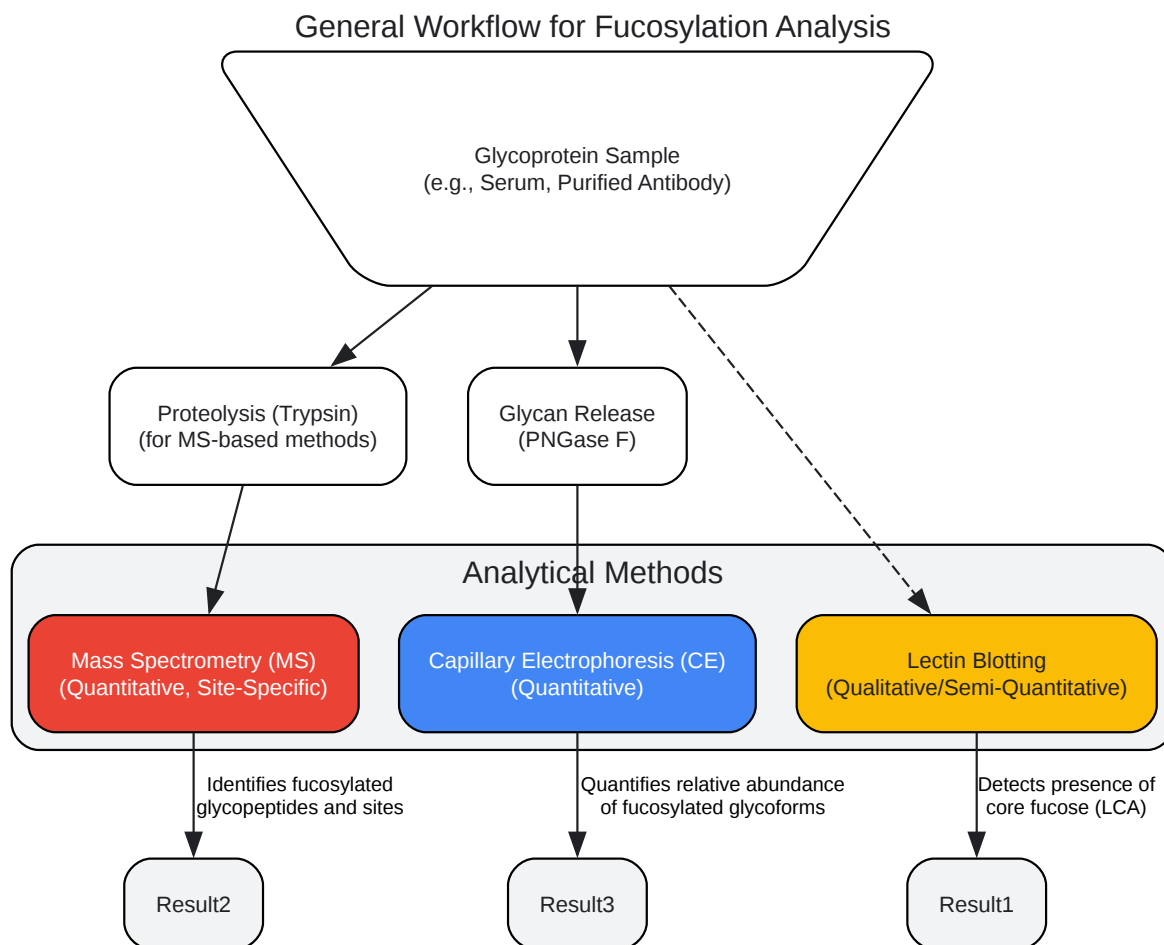 General Workflow for Fucosylation Analysis
Glycoprotein Sample
(e.g., Serum, Purified Antibody)
Proteolysis (Trypsin)
(for MS-based methods)
Glycan Release
(PNGase F)
Analytical Methods
Mass Spectrometry (MS)
(Quantitative, Site-Specific)
Capillary Electrophoresis (CE)
(Quantitative)
Lectin Blotting
(Qualitative/Semi-Quantitative)
Identifies fucosylated
glycopeptides and sites
Quantifies relative abundance
of fucosylated glycoforms
Detects presence of
core fucose (LCA)
Result2
Result3
Result1